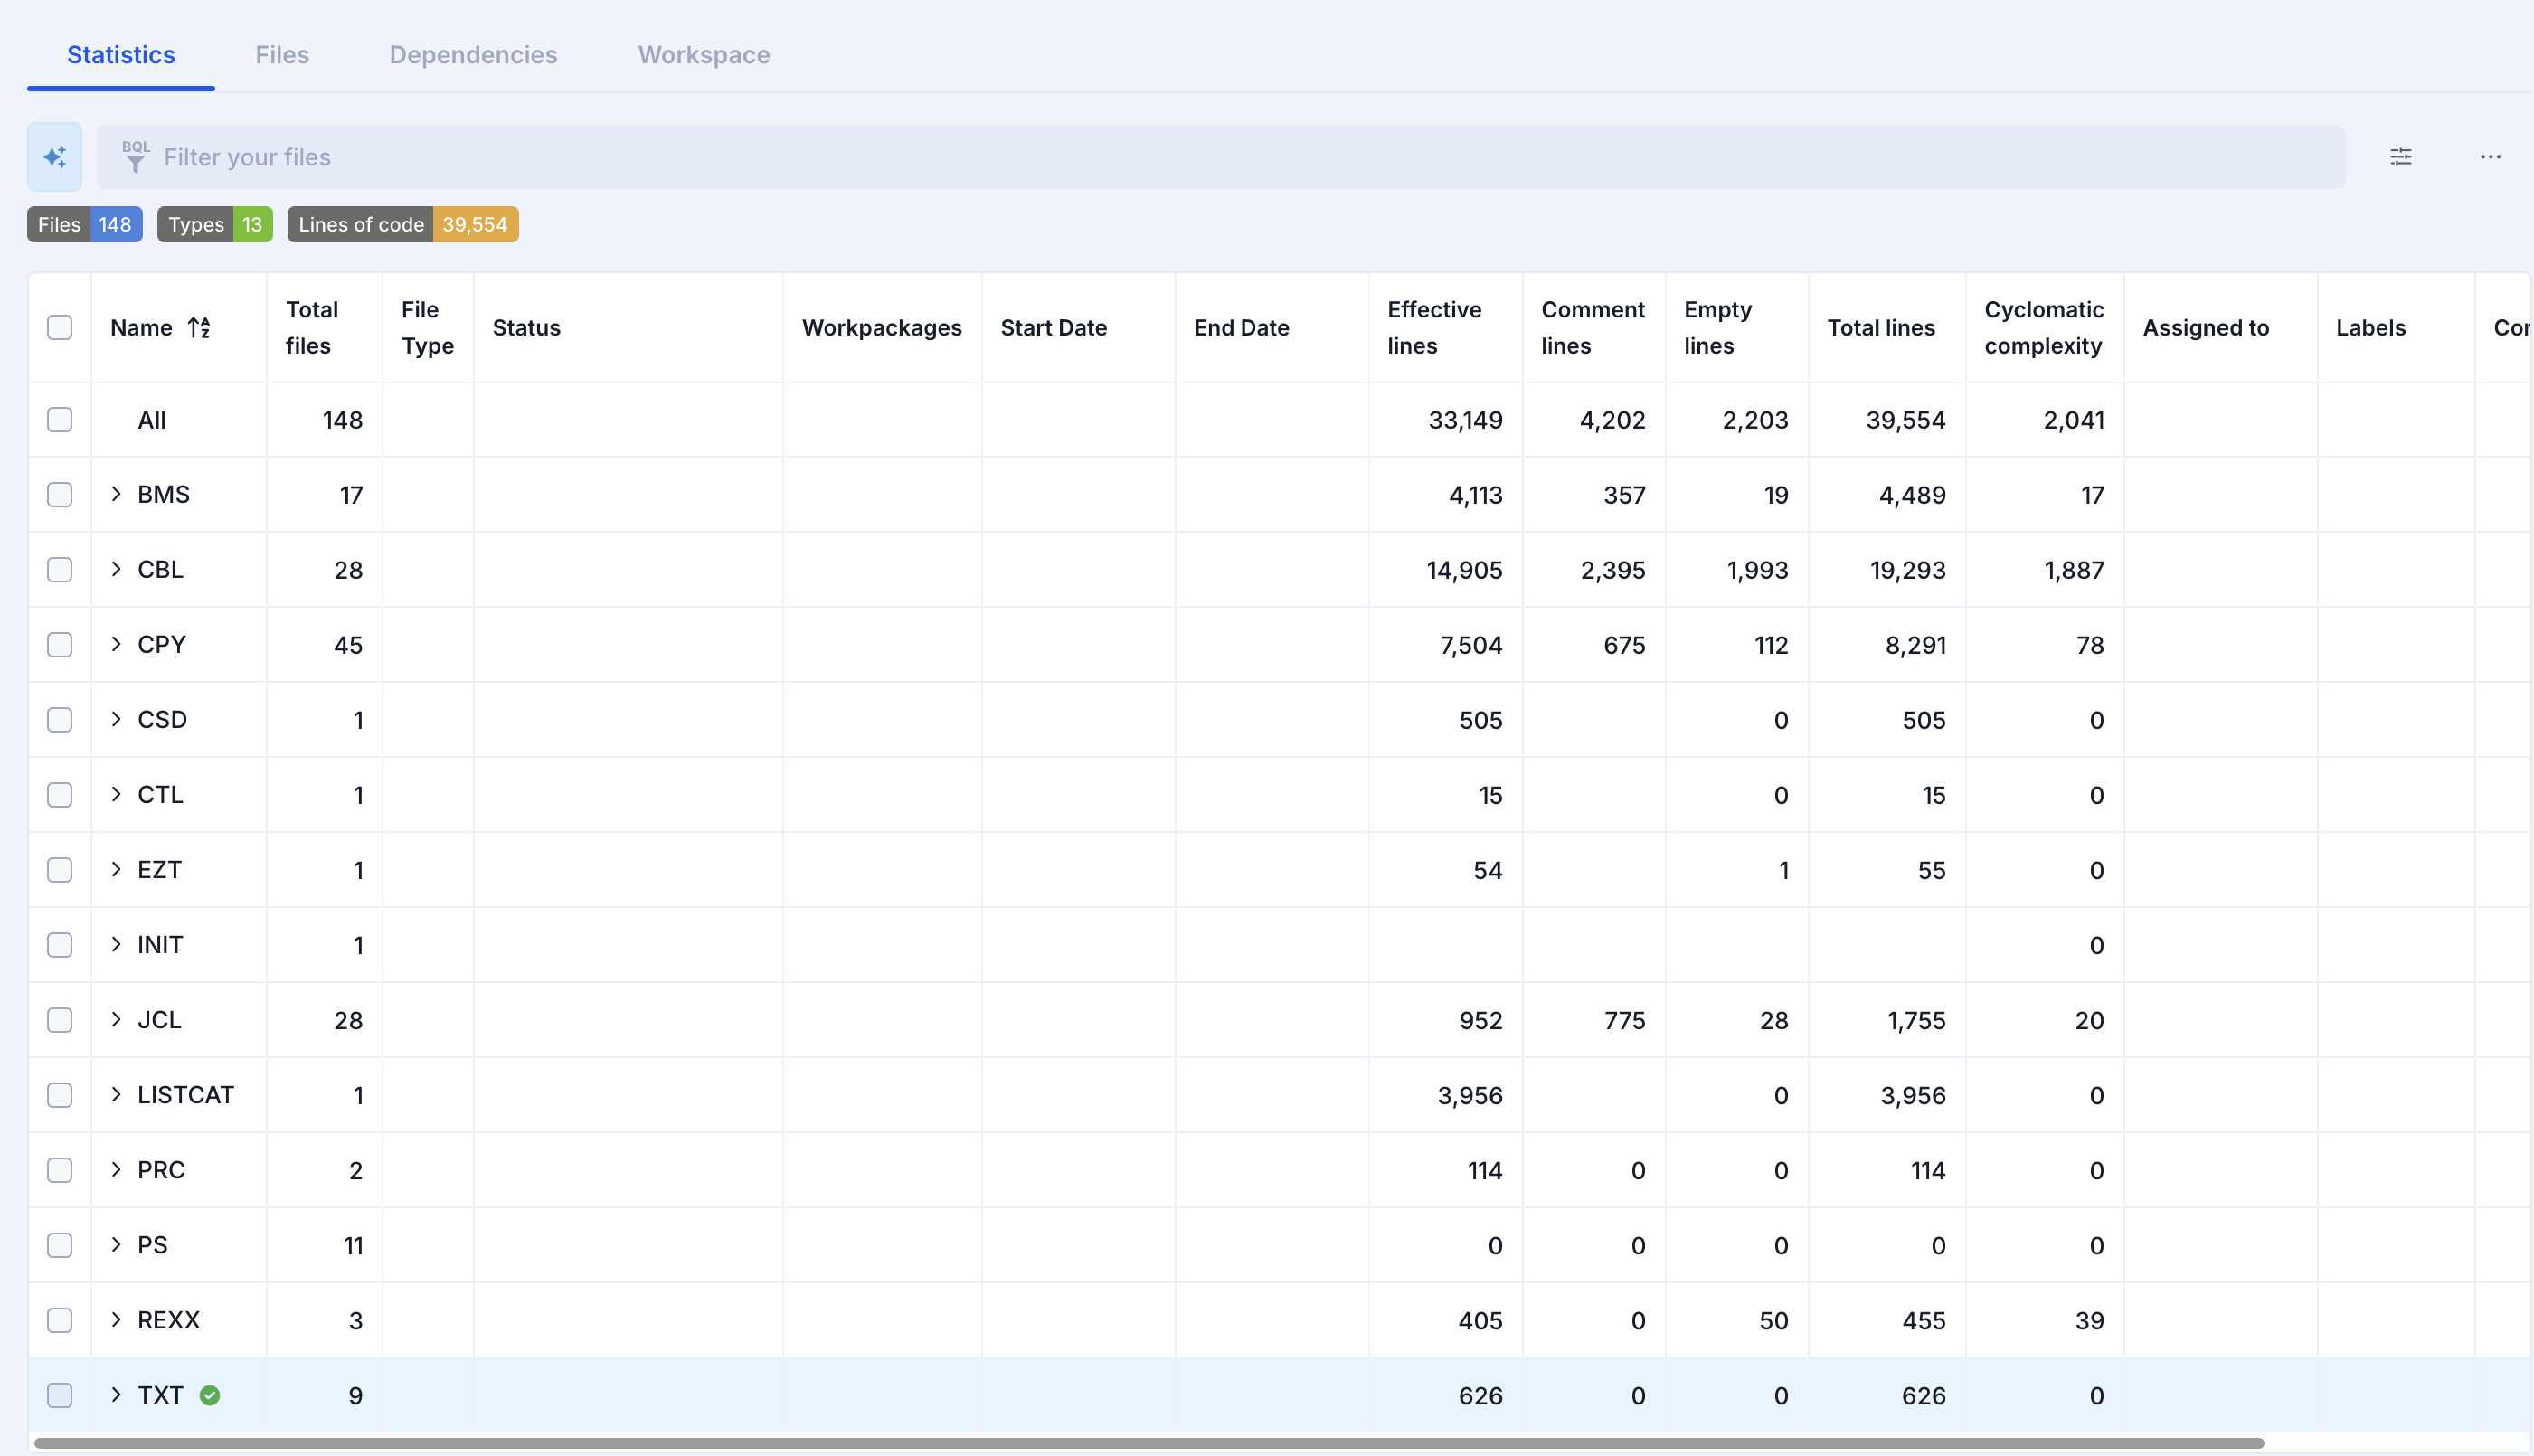 Statistics Files Dependencies Workspace
BQL Filter your files
Files 148 Types 13 Lines of code 39,554
Name Total files File Type Status Workpackages Start Date End Date Effective lines Comment lines Empty lines Total lines Cyclomatic complexity Assigned to Labels
All 148 33,149 4,202 2,203 39,554 2,041
BMS 17 4,113 357 19 4,489 17
CBL 28 14,905 2,395 1,993 19,293 1,887
CPY 45 7,504 675 112 8,291 78
CSD 1 505 0 505 0
CTL 1 15 0 15 0
EZT 1 54 1 55 0
INIT 1 0
JCL 28 952 775 28 1,755 20
LISTCAT 1 3,956 0 3,956 0
PRC 2 114 0 0 114 0
PS 11 0 0 0 0 0
REXX 3 405 0 50 455 39
TXT 9 626 0 0 626 0